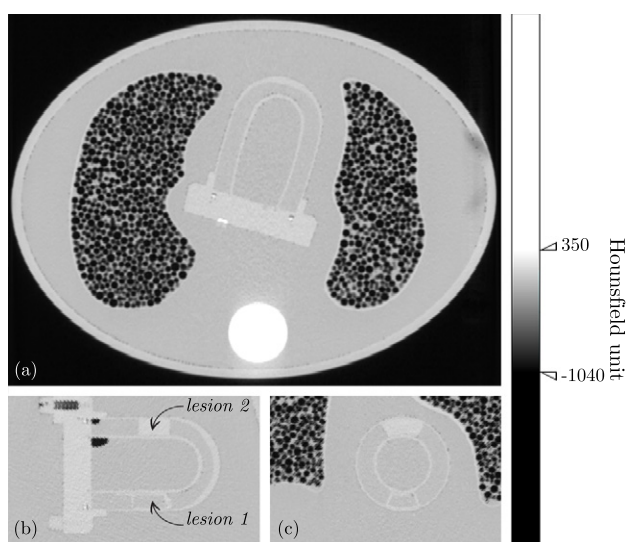 (a)
350
-1040
Hounsfield unit
lesion 2
lesion 1
(b)
(c)